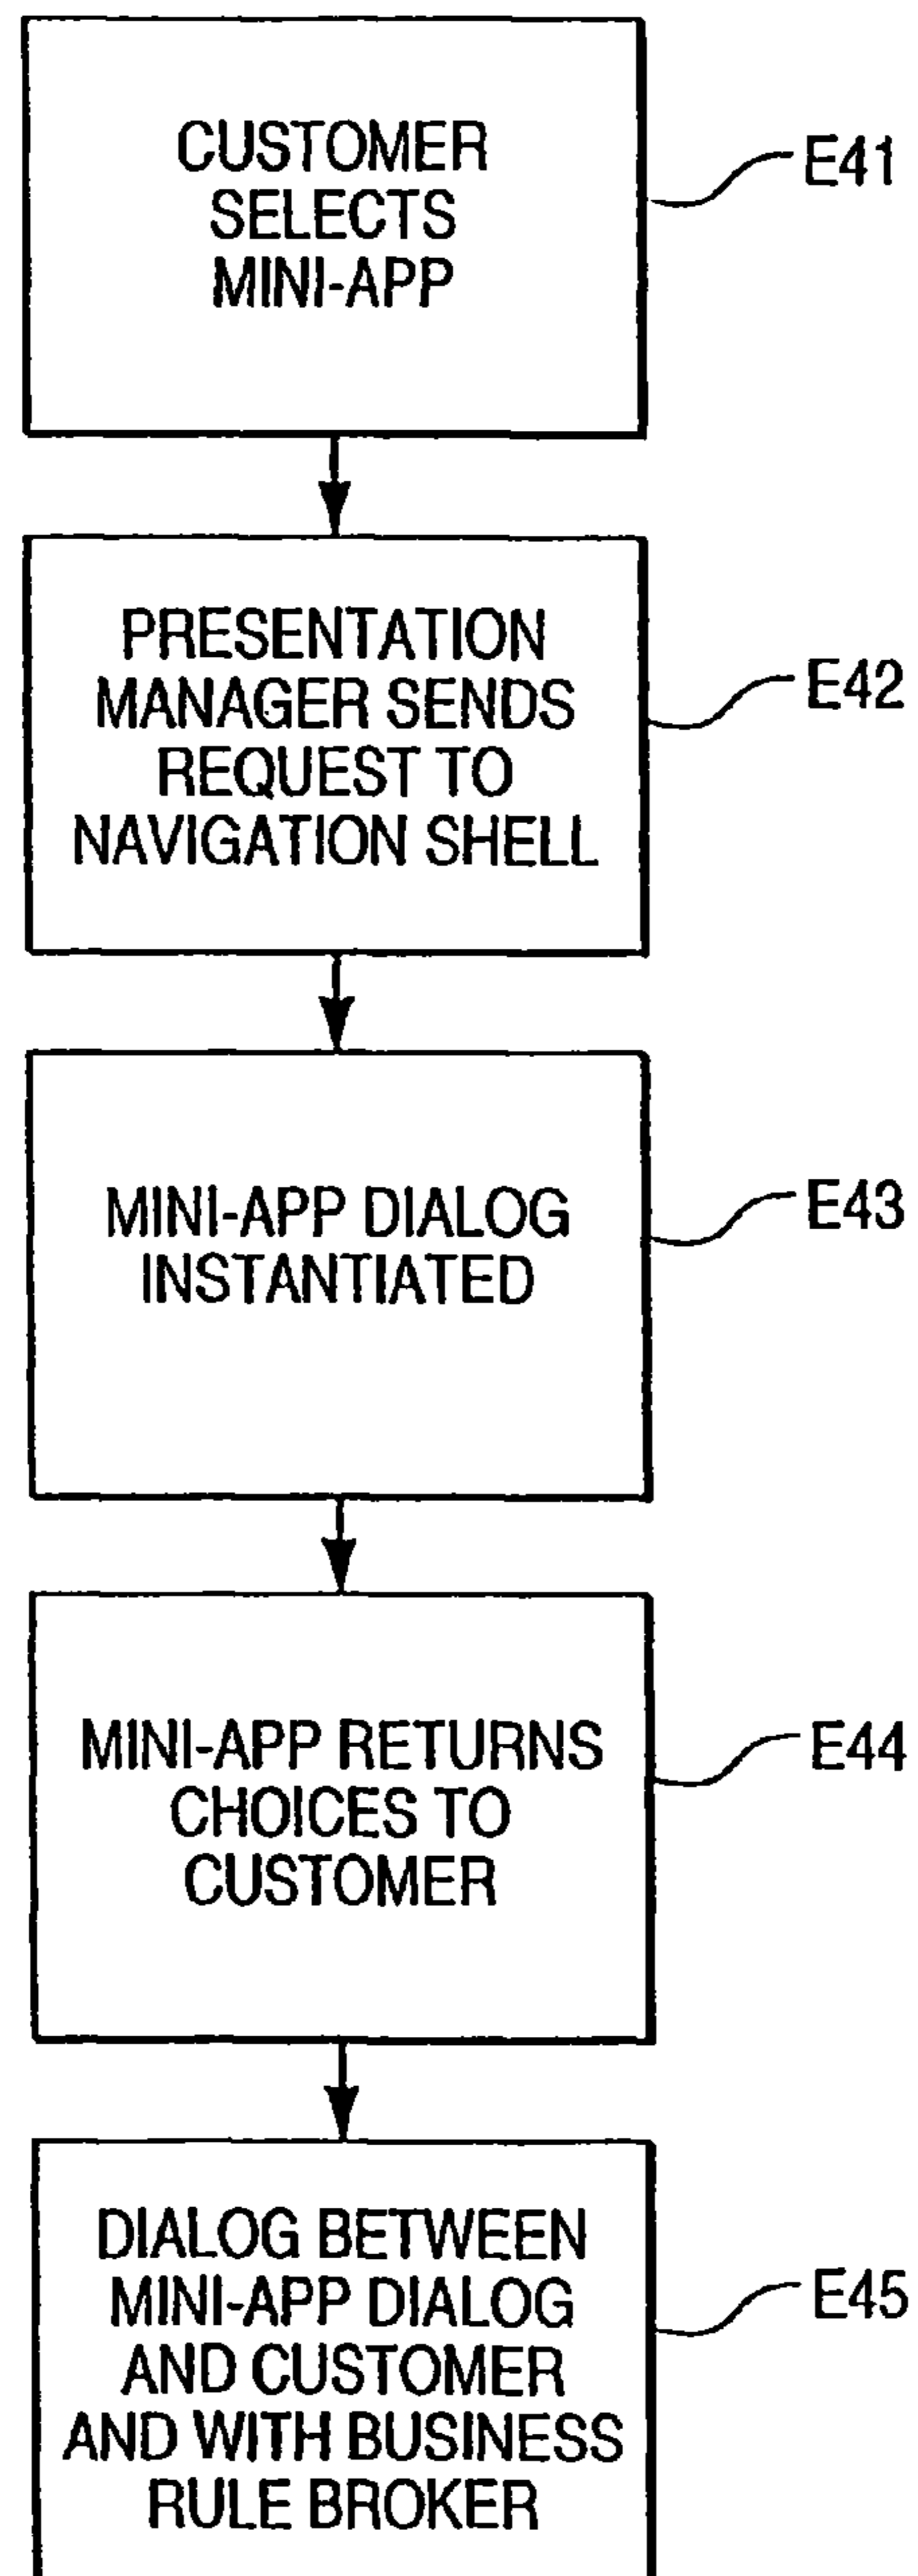 CUSTOMER
SELECTS
MINI-APP
E41
PRESENTATION
MANAGER SENDS
REQUEST TO
NAVIGATION SHELL
E42
MINI-APP DIALOG
INSTANTIATED
E43
MINI-APP RETURNS
CHOICES TO
CUSTOMER
E44
DIALOG BETWEEN
MINI-APP DIALOG
AND CUSTOMER
AND WITH BUSINESS
RULE BROKER
E45